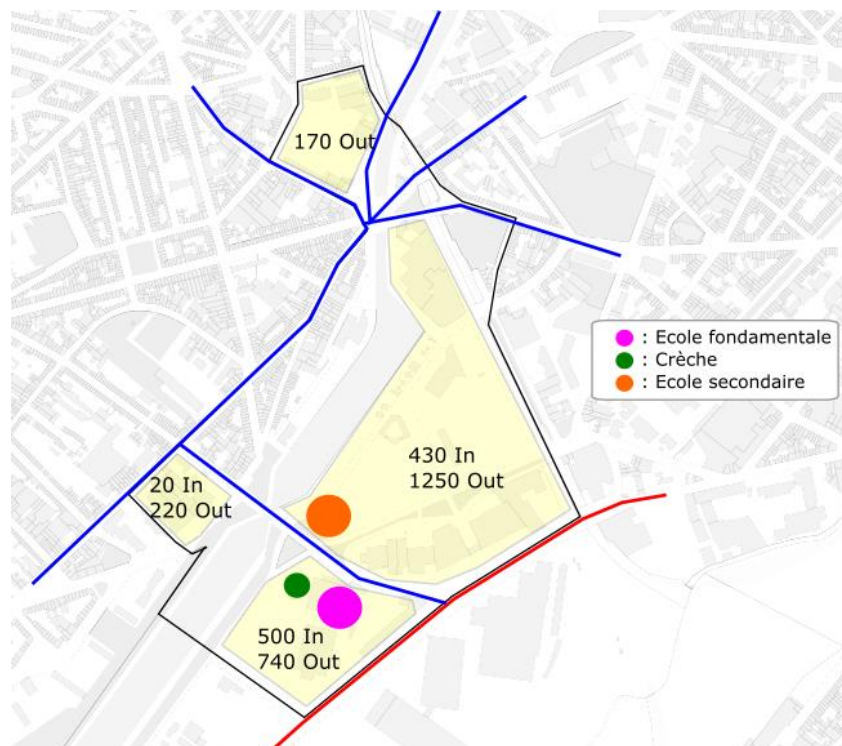 170 Out
: Ecole fondamentale
: Crèche
: Ecole secondaire
430 In
1250 Out
20 In
220 Out
500 In
740 Out